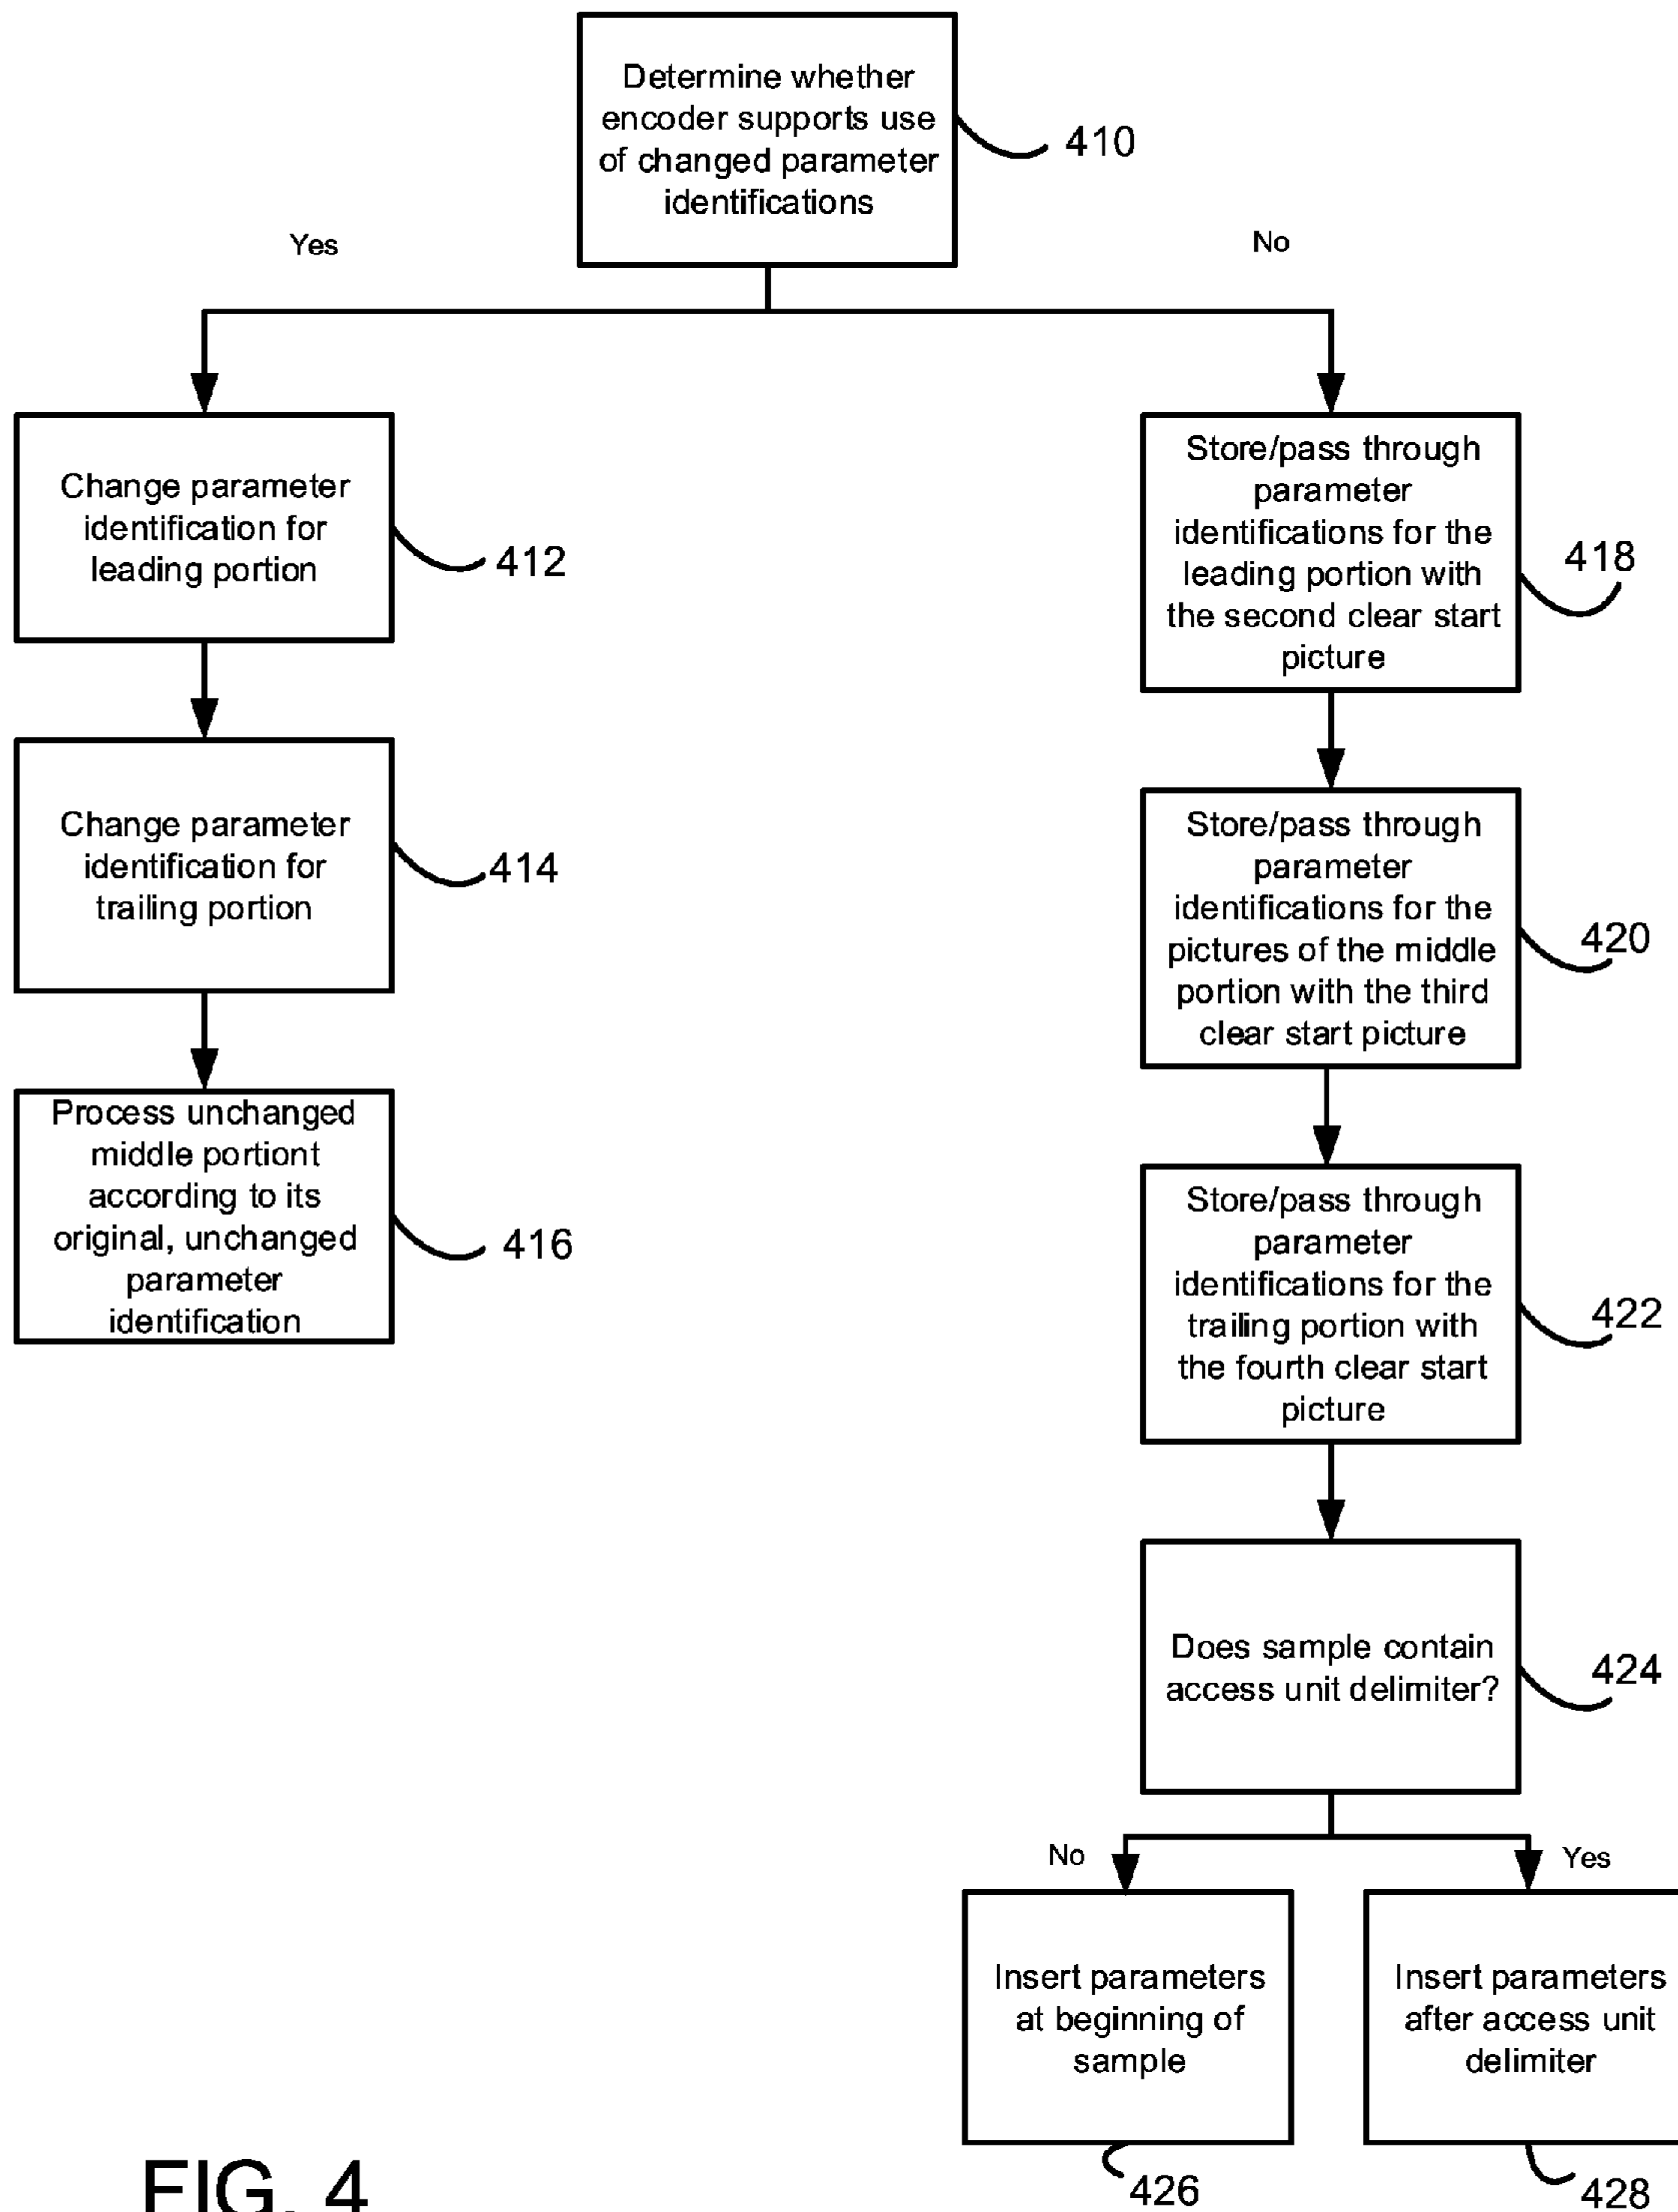 Determine whether
encoder supports use
of changed parameter
identifications
410
Yes
No
Change parameter
identification for
leading portion
412
Change parameter
identification for
trailing portion
414
Process unchanged
middle portiont
according to its
original, unchanged
parameter
identification
416
Store/pass through
parameter
identifications for the
leading portion with
the second clear start
picture
418
Store/pass through
parameter
identifications for the
pictures of the middle
portion with the third
clear start picture
420
Store/pass through
parameter
identifications for the
trailing portion with
the fourth clear start
picture
422
Does sample contain
access unit delimiter?
424
No
Yes
Insert parameters
at beginning of
sample
426
Insert parameters
after access unit
delimiter
428
FIG. 4